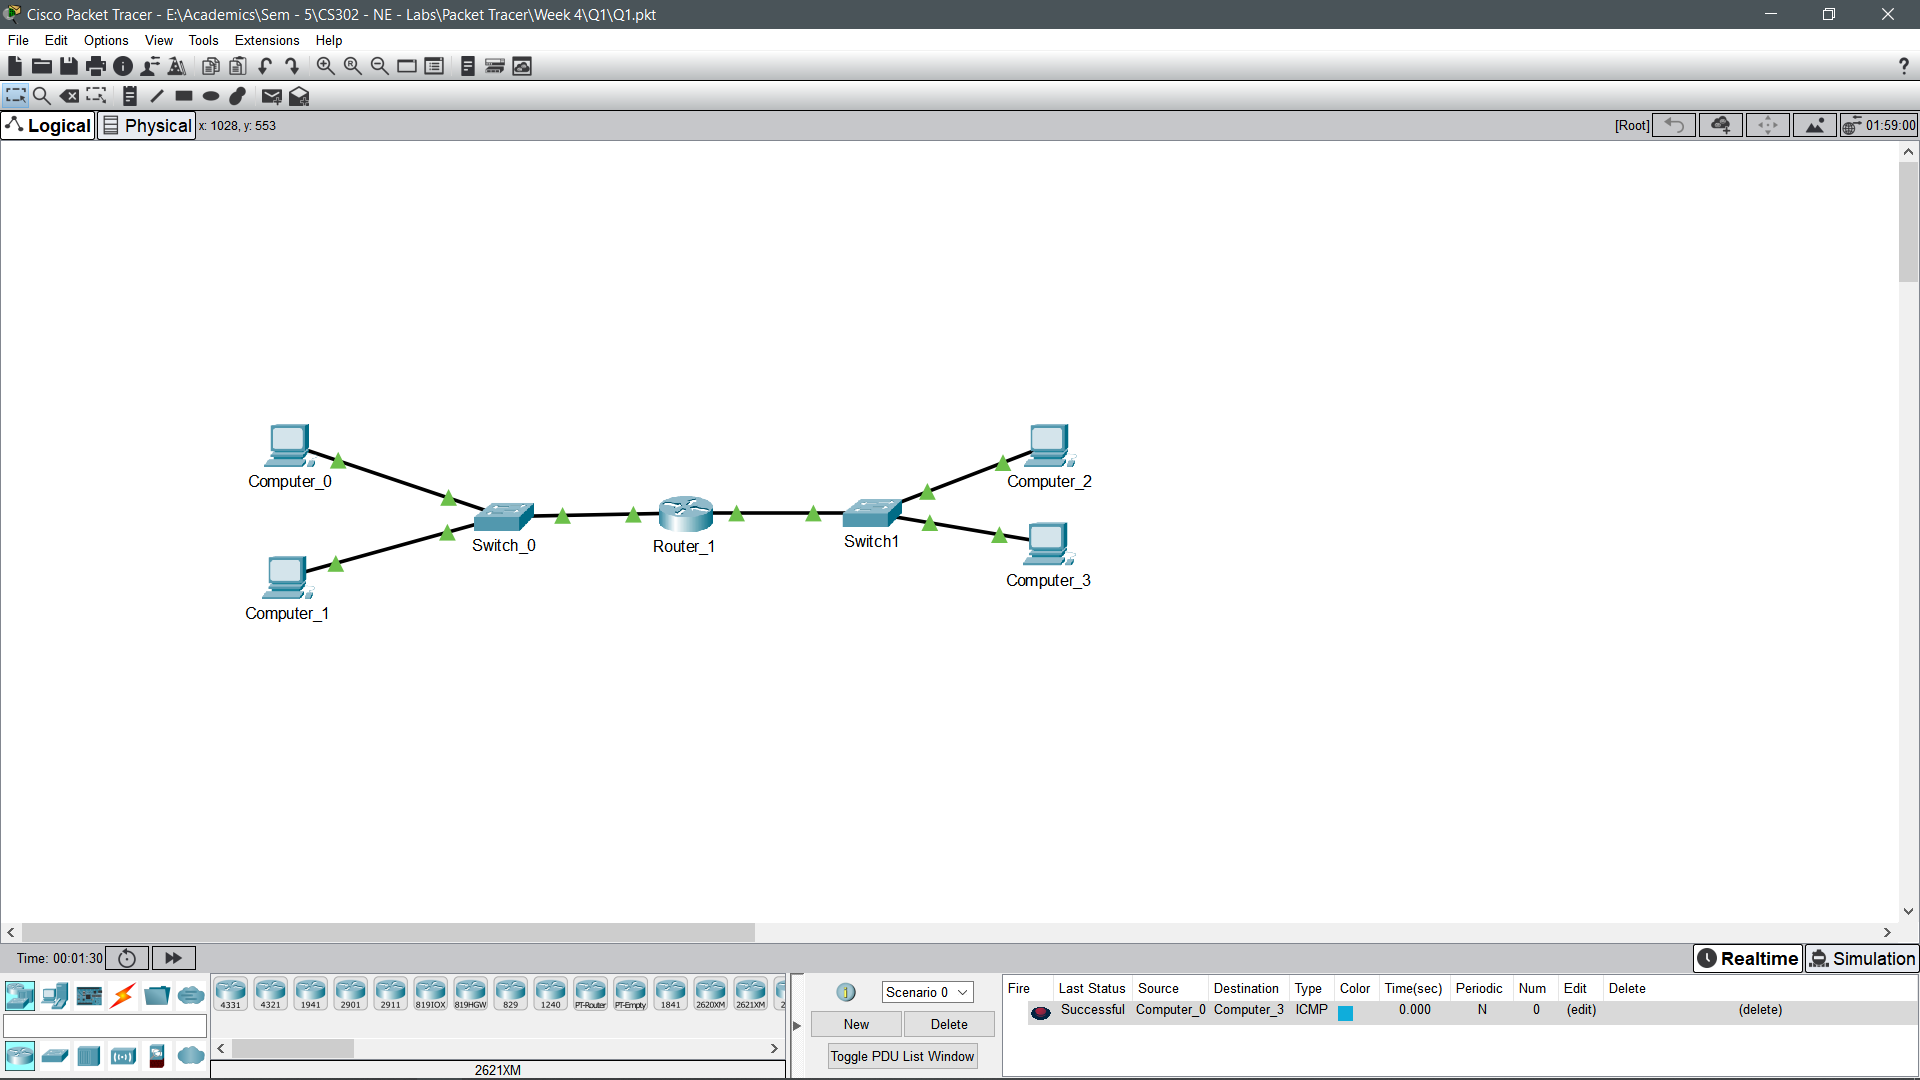 Cisco Packet Tracer - E:\Academics\Sem - 5\CS302 - NE - Labs\Packet Tracer\Week 4\Q1\Q1.pkt
File Edit Options View Tools Extensions Help
?
Logical Physical x: 1028, y: 553 [Root] 01:59:00
Computer_0
Computer_2
Switch_0
Router_1
Switch1
Computer_3
Computer_1
Time: 00:01:30 Realtime Simulation
4331 4321 1941 2901 2911 819IOX 819HGW 829 1240 PT-Router PT-Empty 1841 2620XM 2621XM
2621XM
1 Scenario 0
New Delete
Toggle PDU List Window
Fire Last Status Source Destination Type Color Time(sec) Periodic Num Edit Delete
Successful Computer_0 Computer_3 ICMP 0.000 N 0 (edit) (delete)